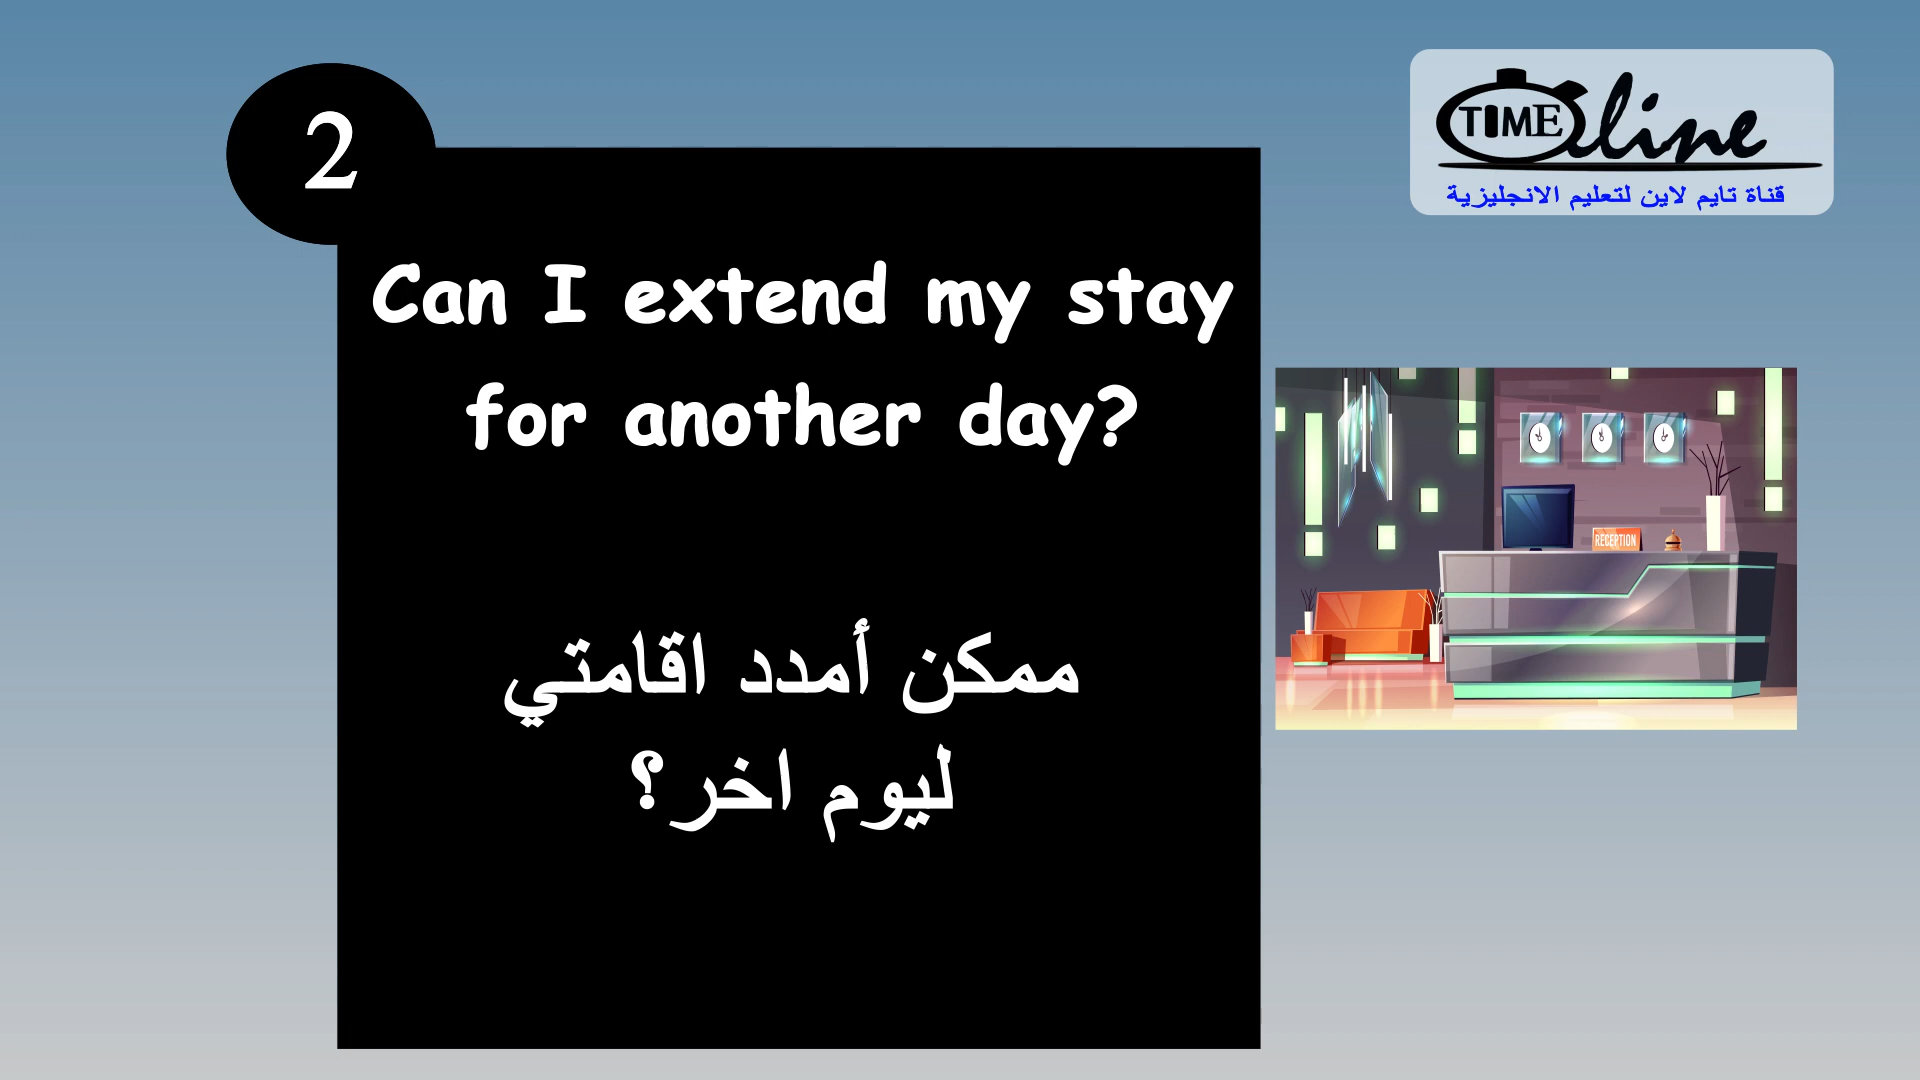 2
TIME line
قناة تايم لاين لتعليم الانجليزية
Can I extend my stay
for another day?
ممكن أمدد اقامتي
ليوم اخر؟
RECEPTION